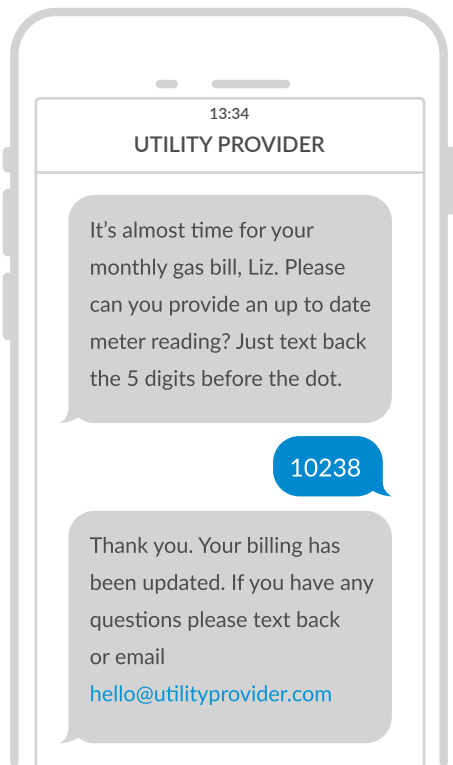 13:34
UTILITY PROVIDER
It’s almost time for your
monthly gas bill, Liz. Please
can you provide an up to date
meter reading? Just text back
the 5 digits before the dot.
10238
Thank you. Your billing has
been updated. If you have any
questions please text back
or email
hello@utilityprovider.com